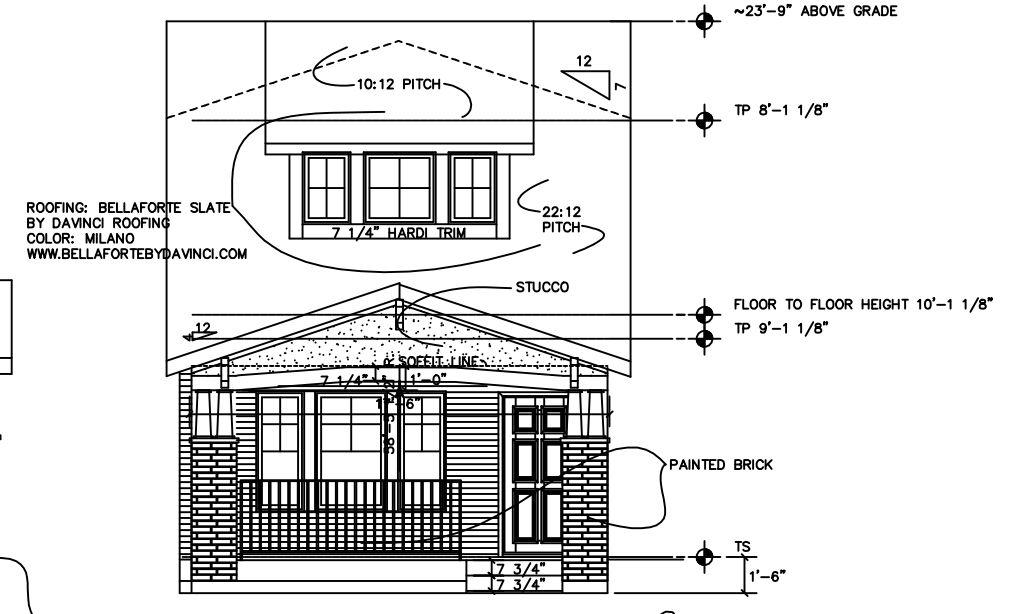 ~23'-9" ABOVE GRADE
12
7
10:12 PITCH
TP 8'-1 1/8"
ROOFING: BELLAFORTE SLATE
BY DAVINCI ROOFING
COLOR: MILANO
WWW.BELLAFORTEBYDAVINCI.COM
22:12
PITCH
7 1/4" HARDI TRIM
STUCCO
FLOOR TO FLOOR HEIGHT 10'-1 1/8"
12
4
TP 9'-1 1/8"
SOFFIT LINE
7 1/4"
1'-0"
PAINTED BRICK
TS
7 3/4"
7 3/4"
1'-6"